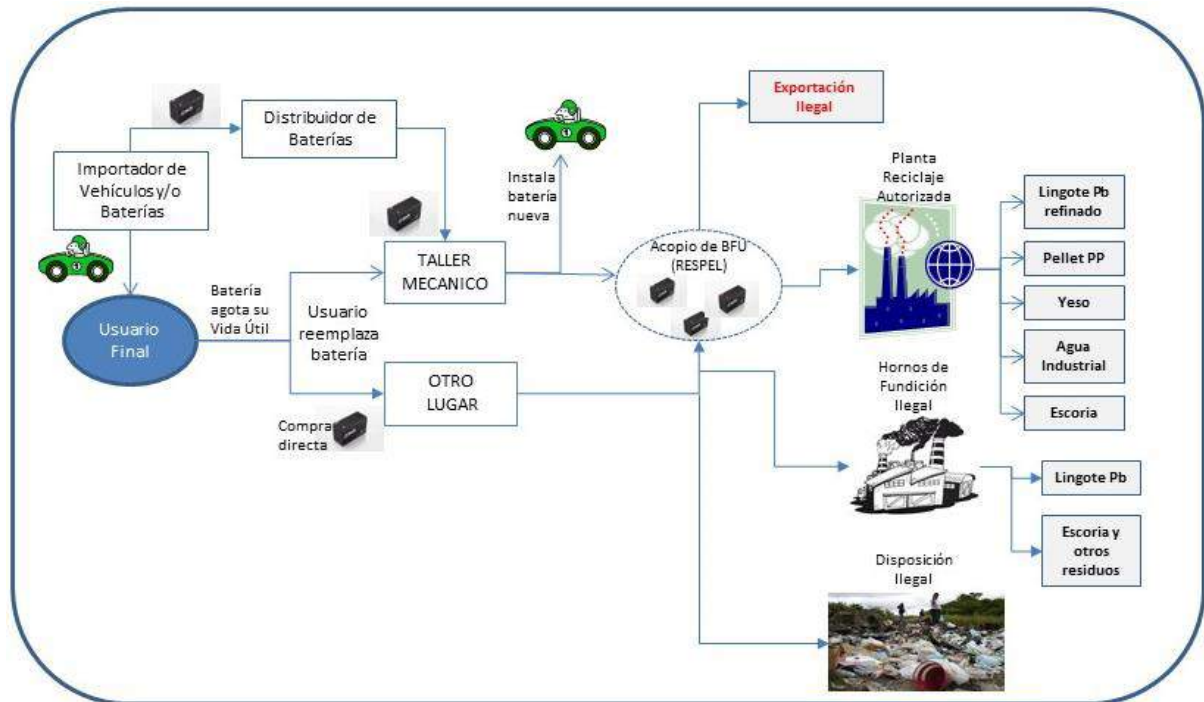 Exportación
Ilegal
Distribuidor de
Baterías
Importador de
Vehículos y/o
Baterías
Instala
batería
nueva
Planta
Reciclaje
Autorizada
Lingote Pb
refinado
Pellet PP
Yeso
Agua
Industrial
Escoria
TALLER
MECANICO
Acopio de BFU
(RESPEL)
Usuario
Final
Batería
agota su
Vida Útil
Usuario
reemplaza
batería
OTRO
LUGAR
Compra
directa
Hornos de
Fundición
Ilegal
Lingote Pb
Escoria y
otros
residuos
Disposición
Ilegal